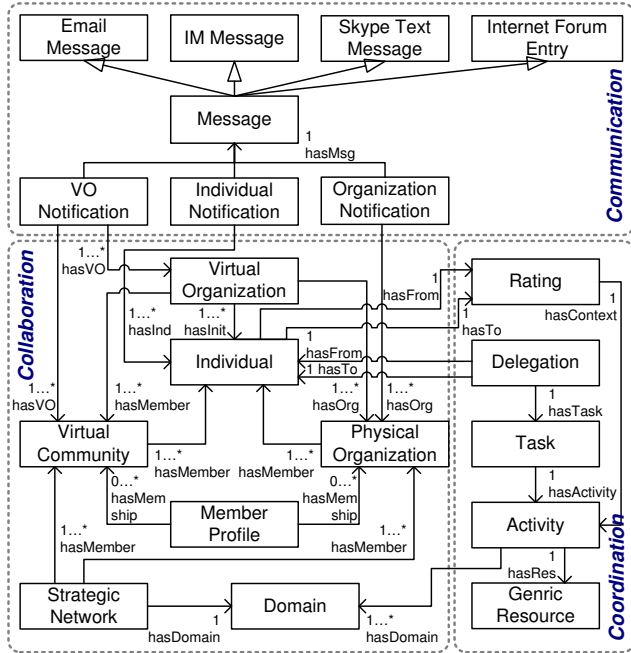 Email
Message
IM Message
Skype Text
Message
Internet Forum
Entry
Message
1
hasMsg
Communication
VO
Notification
Individual
Notification
Organization
Notification
Collaboration
1...*
hasVO
Virtual
Organization
1
hasFrom
Rating
1
hasContext
1...*
hasInd
1...*
hasInit
1
hasTo
Individual
1
hasFrom
1 hasTo
Delegation
1...*
hasVO
1...*
hasMember
1...*
hasOrg
1...*
hasOrg
1
hasTask
Virtual
Community
1...*
hasMember
1...*
hasMember
Physical
Organization
Task
0...*
hasMem
ship
Member
Profile
0...*
hasMem
ship
1
hasActivity
1...*
hasMember
1...*
hasMember
Activity
1
hasRes
Strategic
Network
1
hasDomain
Domain
1...*
hasDomain
Genric
Resource
Coordination